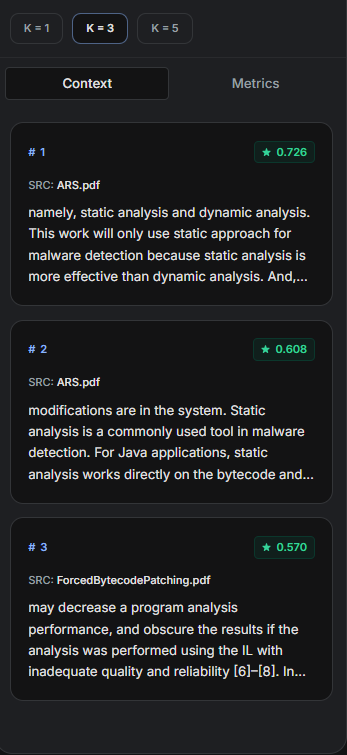 K = 1 K = 3 K = 5
Context Metrics
# 1 ★ 0.726
SRC: ARS.pdf
namely, static analysis and dynamic analysis.
This work will only use static approach for
malware detection because static analysis is
more effective than dynamic analysis. And,...
# 2 ★ 0.608
SRC: ARS.pdf
modifications are in the system. Static
analysis is a commonly used tool in malware
detection. For Java applications, static
analysis works directly on the bytecode and...
# 3 ★ 0.570
SRC: ForcedBytecodePatching.pdf
may decrease a program analysis
performance, and obscure the results if the
analysis was performed using the IL with
inadequate quality and reliability [6]–[8]. In...